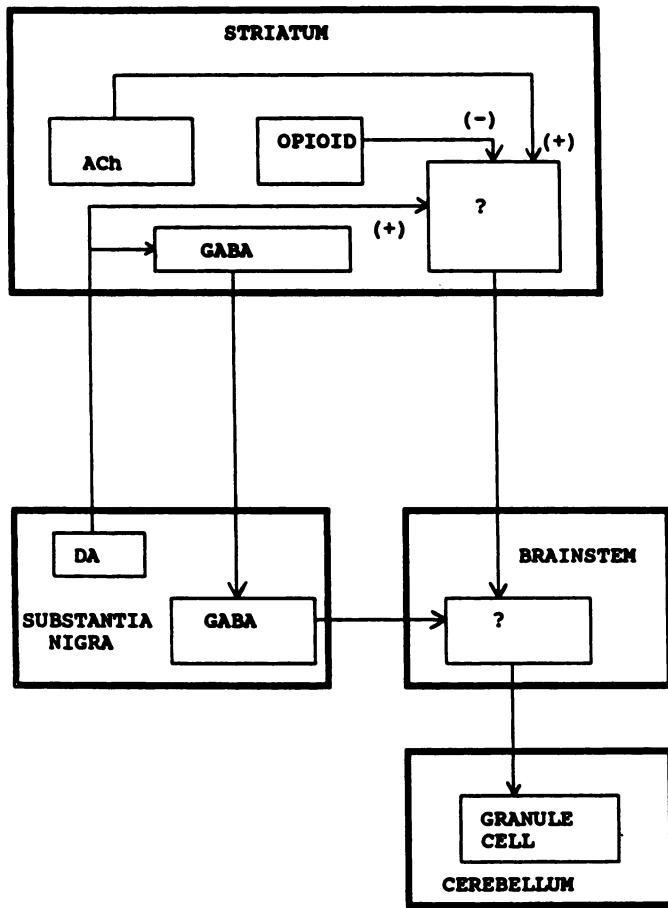 STRIATUM
ACh
OPIOID
(-)
(+)
?
(+)
GABA
DA
SUBSTANTIA
NIGRA
GABA
BRAINSTEM
?
GRANULE
CELL
CEREBELLUM